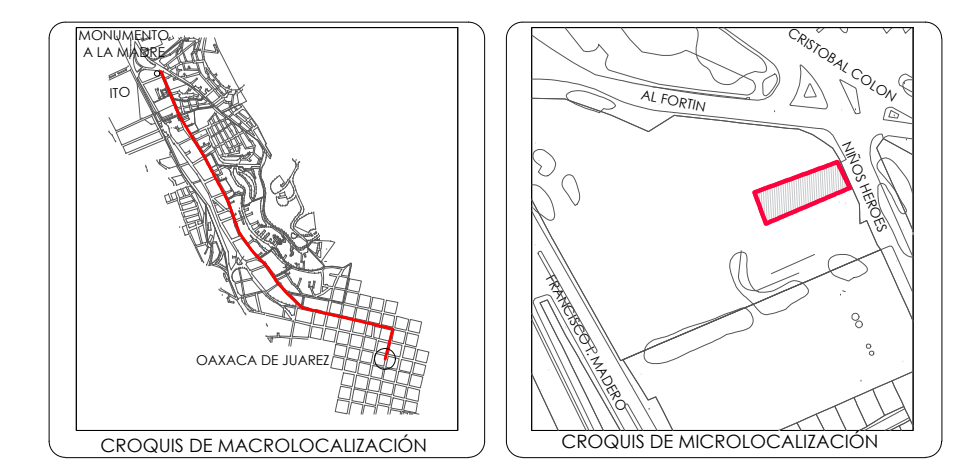 MONUMENTO
A LA MADRE
ITO
OAXACA DE JUAREZ
CROQUIS DE MACROLOCALIZACIÓN
CRISTOBAL COLON
AL FORTIN
NIÑOS HEROES
FRANCISCO I. MADERO
CROQUIS DE MICROLOCALIZACIÓN